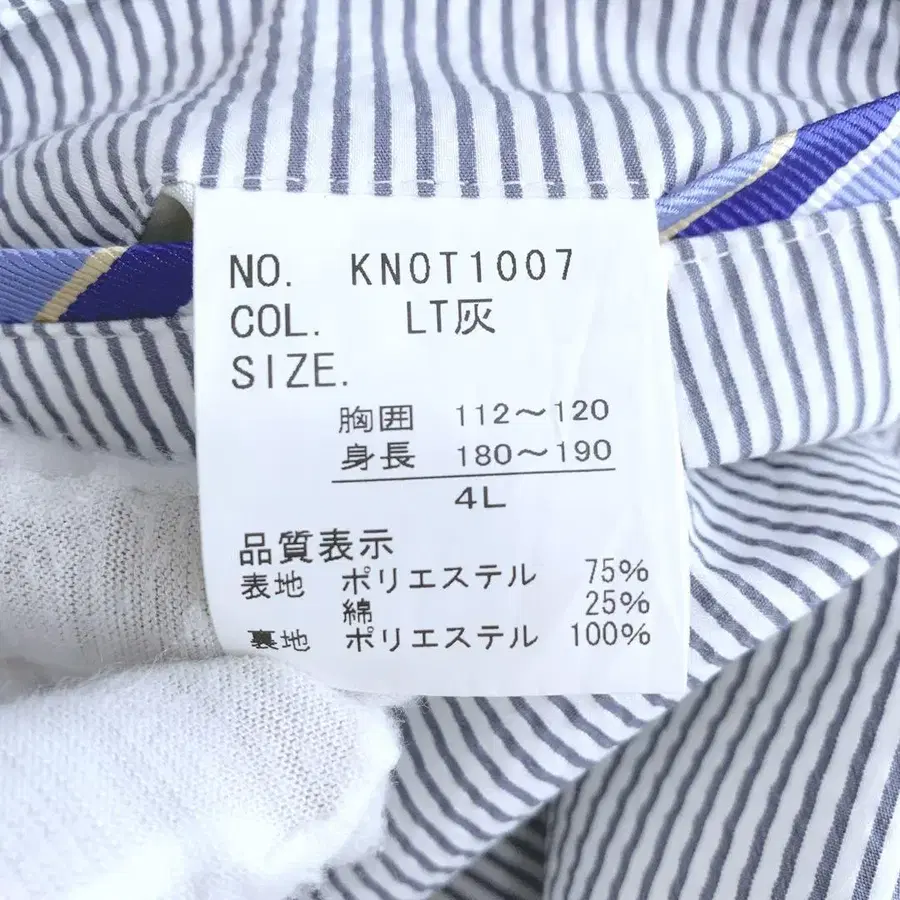 NO. KNOT1007
COL. LT灰
SIZE.
胸囲 112～120
身長 180～190
4L
品質表示
表地 ポリエステル 75%
綿 25%
裏地 ポリエステル 100%